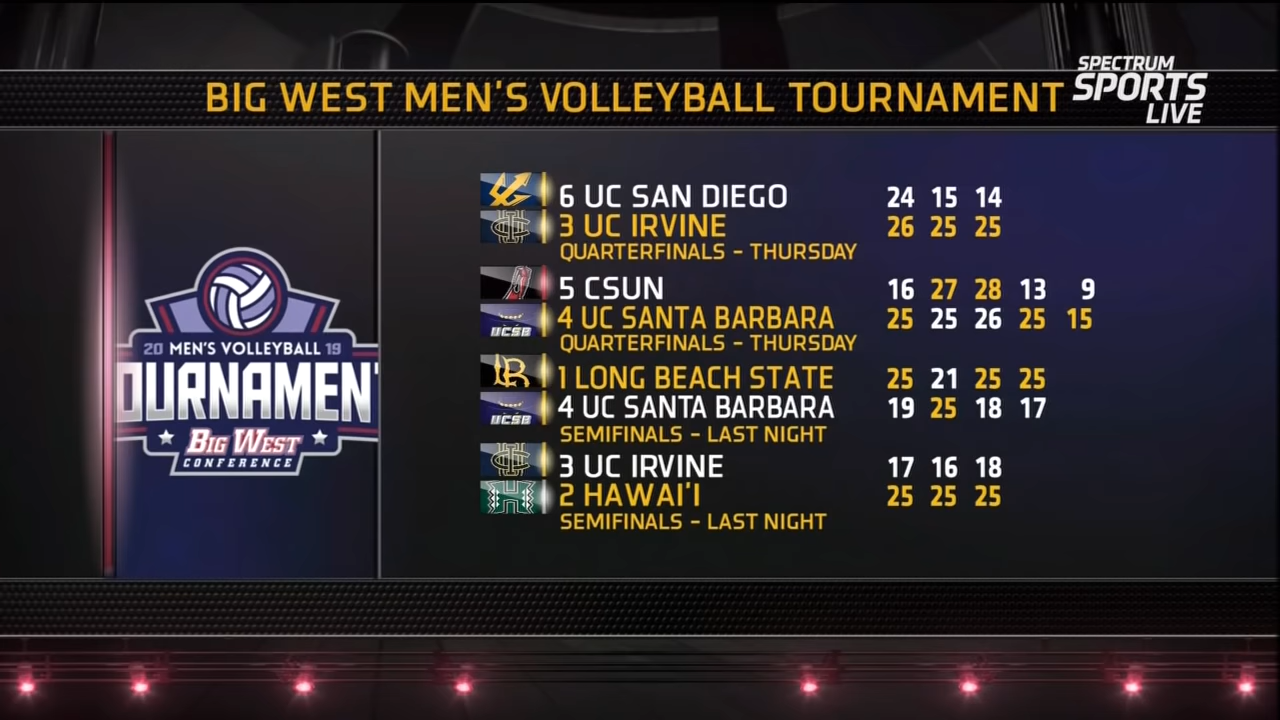 BIG WEST MEN'S VOLLEYBALL TOURNAMENT
SPECTRUM
SPORTS
LIVE
6 UC SAN DIEGO 24 15 14
3 UC IRVINE 26 25 25
QUARTERFINALS - THURSDAY
5 CSUN 16 27 28 13 9
UCSB 4 UC SANTA BARBARA 25 25 26 25 15
QUARTERFINALS - THURSDAY
LB 1 LONG BEACH STATE 25 21 25 25
UCSB 4 UC SANTA BARBARA 19 25 18 17
SEMIFINALS - LAST NIGHT
3 UC IRVINE 17 16 18
H 2 HAWAI'I 25 25 25
SEMIFINALS - LAST NIGHT
20 MEN'S VOLLEYBALL 19
OURNAMEN
BIG WEST
CONFERENCE